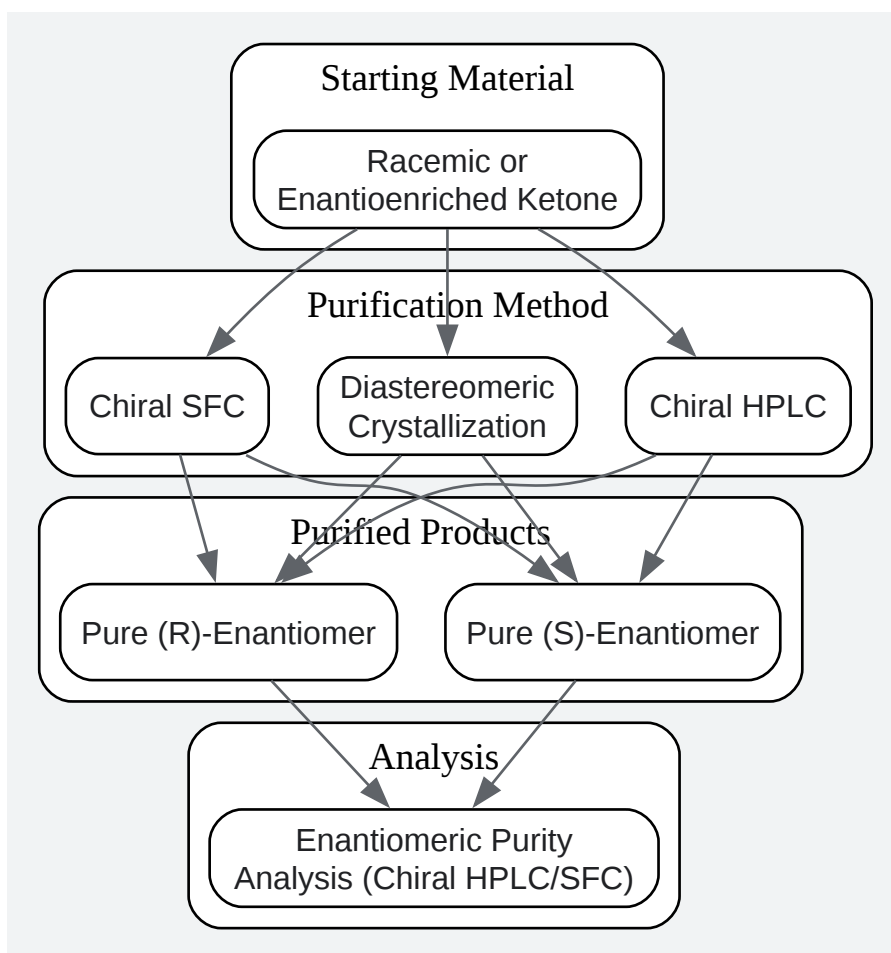 Starting Material
Racemic or
Enantioenriched Ketone
Purification Method
Chiral SFC
Diastereomeric
Crystallization
Chiral HPLC
Purified Products
Pure (R)-Enantiomer
Pure (S)-Enantiomer
Analysis
Enantiomeric Purity
Analysis (Chiral HPLC/SFC)